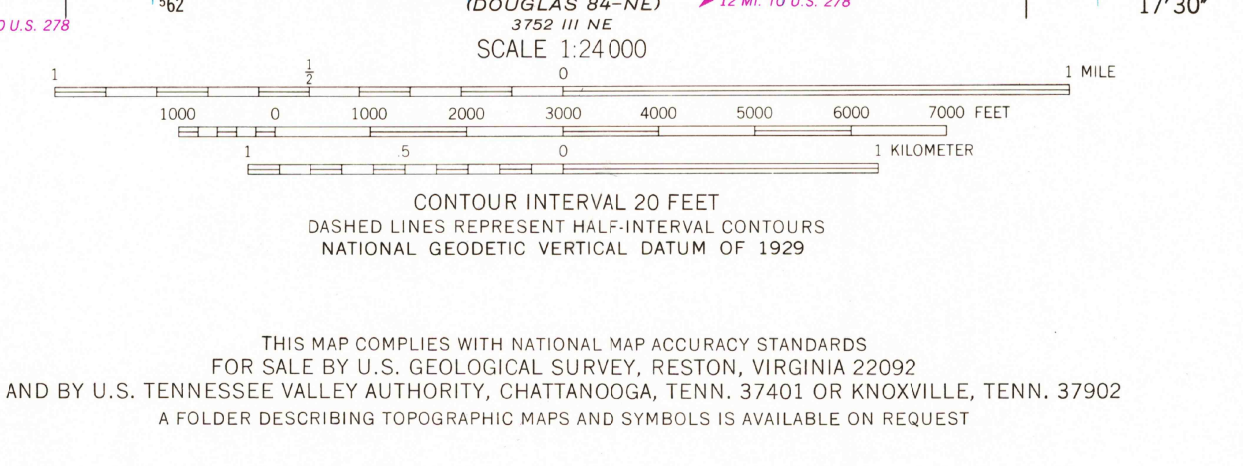 ⁵62
(DOUGLAS 84-NE)
12 MI. TO U.S. 278
17'30"
O U.S. 278
3752 III NE
SCALE 1:24 000
1 1/2 0 1 MILE
1000 0 1000 2000 3000 4000 5000 6000 7000 FEET
1 .5 0 1 KILOMETER
CONTOUR INTERVAL 20 FEET
DASHED LINES REPRESENT HALF-INTERVAL CONTOURS
NATIONAL GEODETIC VERTICAL DATUM OF 1929
THIS MAP COMPLIES WITH NATIONAL MAP ACCURACY STANDARDS
FOR SALE BY U.S. GEOLOGICAL SURVEY, RESTON, VIRGINIA 22092
AND BY U.S. TENNESSEE VALLEY AUTHORITY, CHATTANOOGA, TENN. 37401 OR KNOXVILLE, TENN. 37902
A FOLDER DESCRIBING TOPOGRAPHIC MAPS AND SYMBOLS IS AVAILABLE ON REQUEST